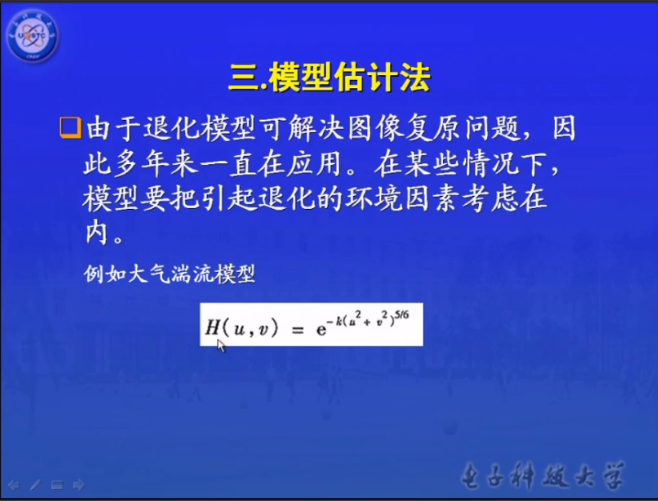 三.模型估计法
由于退化模型可解决图像复原问题，因
此多年来一直在应用。在某些情况下，
模型要把引起退化的环境因素考虑在
内。
例如大气湍流模型
H(u,v) = e^{-k(u^2+v^2)^{5/6}}
电子科技大学